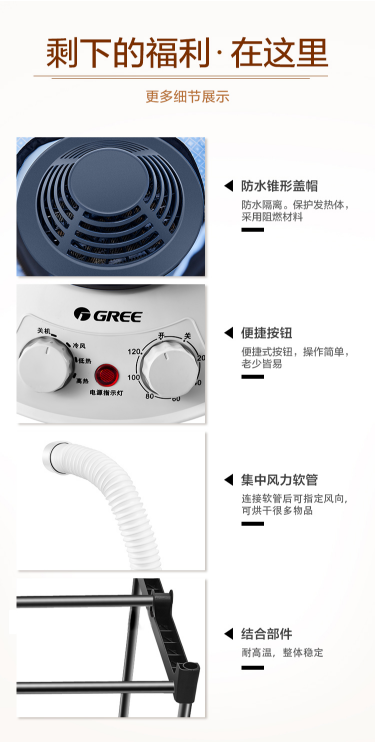 剩下的福利·在这里
更多细节展示
防水锥形盖帽
防水隔离。保护发热体，
采用阻燃材料
GREE
关机
冷风
低热
高热
电源指示灯
开
关
120
100
80
60
20
便捷按钮
便捷式按钮，操作简单，
老少皆易
集中风力软管
连接软管后可指定风向，
可烘干很多物品
结合部件
耐高温，整体稳定